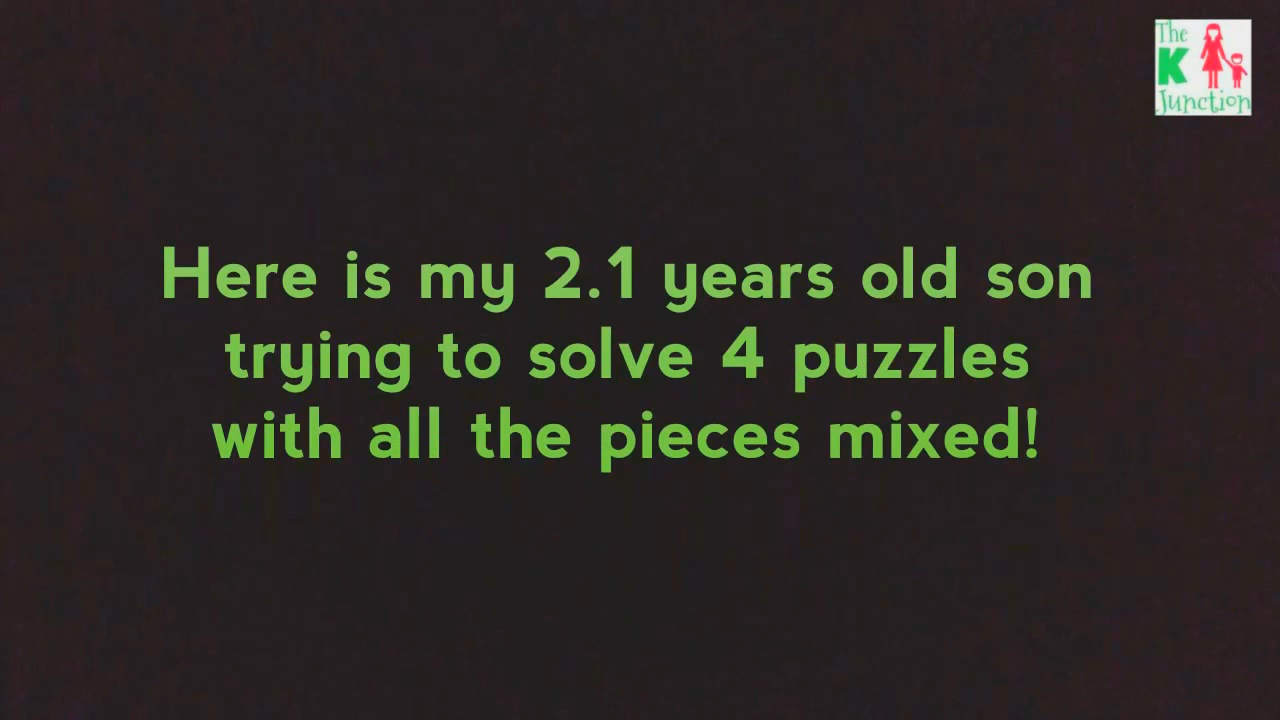 The
K
Junction
Here is my 2.1 years old son
trying to solve 4 puzzles
with all the pieces mixed!